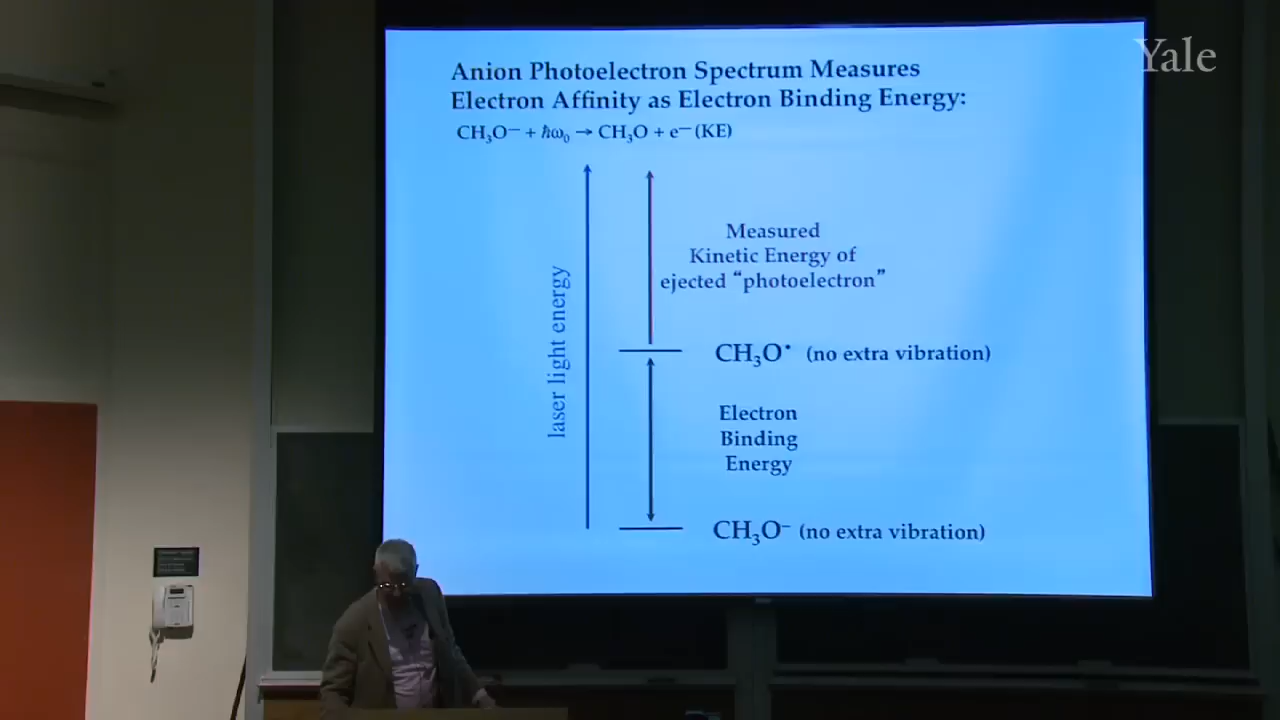 Yale
Anion Photoelectron Spectrum Measures
Electron Affinity as Electron Binding Energy:
CH₃O⁻ + ℏω₀ → CH₃O + e⁻ (KE)
laser light energy
Measured
Kinetic Energy of
ejected “photoelectron”
CH₃O• (no extra vibration)
Electron
Binding
Energy
CH₃O⁻ (no extra vibration)